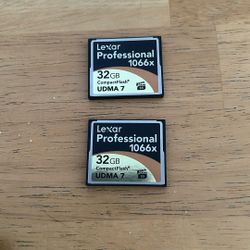 Lexar
Professional
1066x
32GB
CompactFlash
UDMA 7
Lexar
Professional
1066x
32GB
CompactFlash
UDMA 7